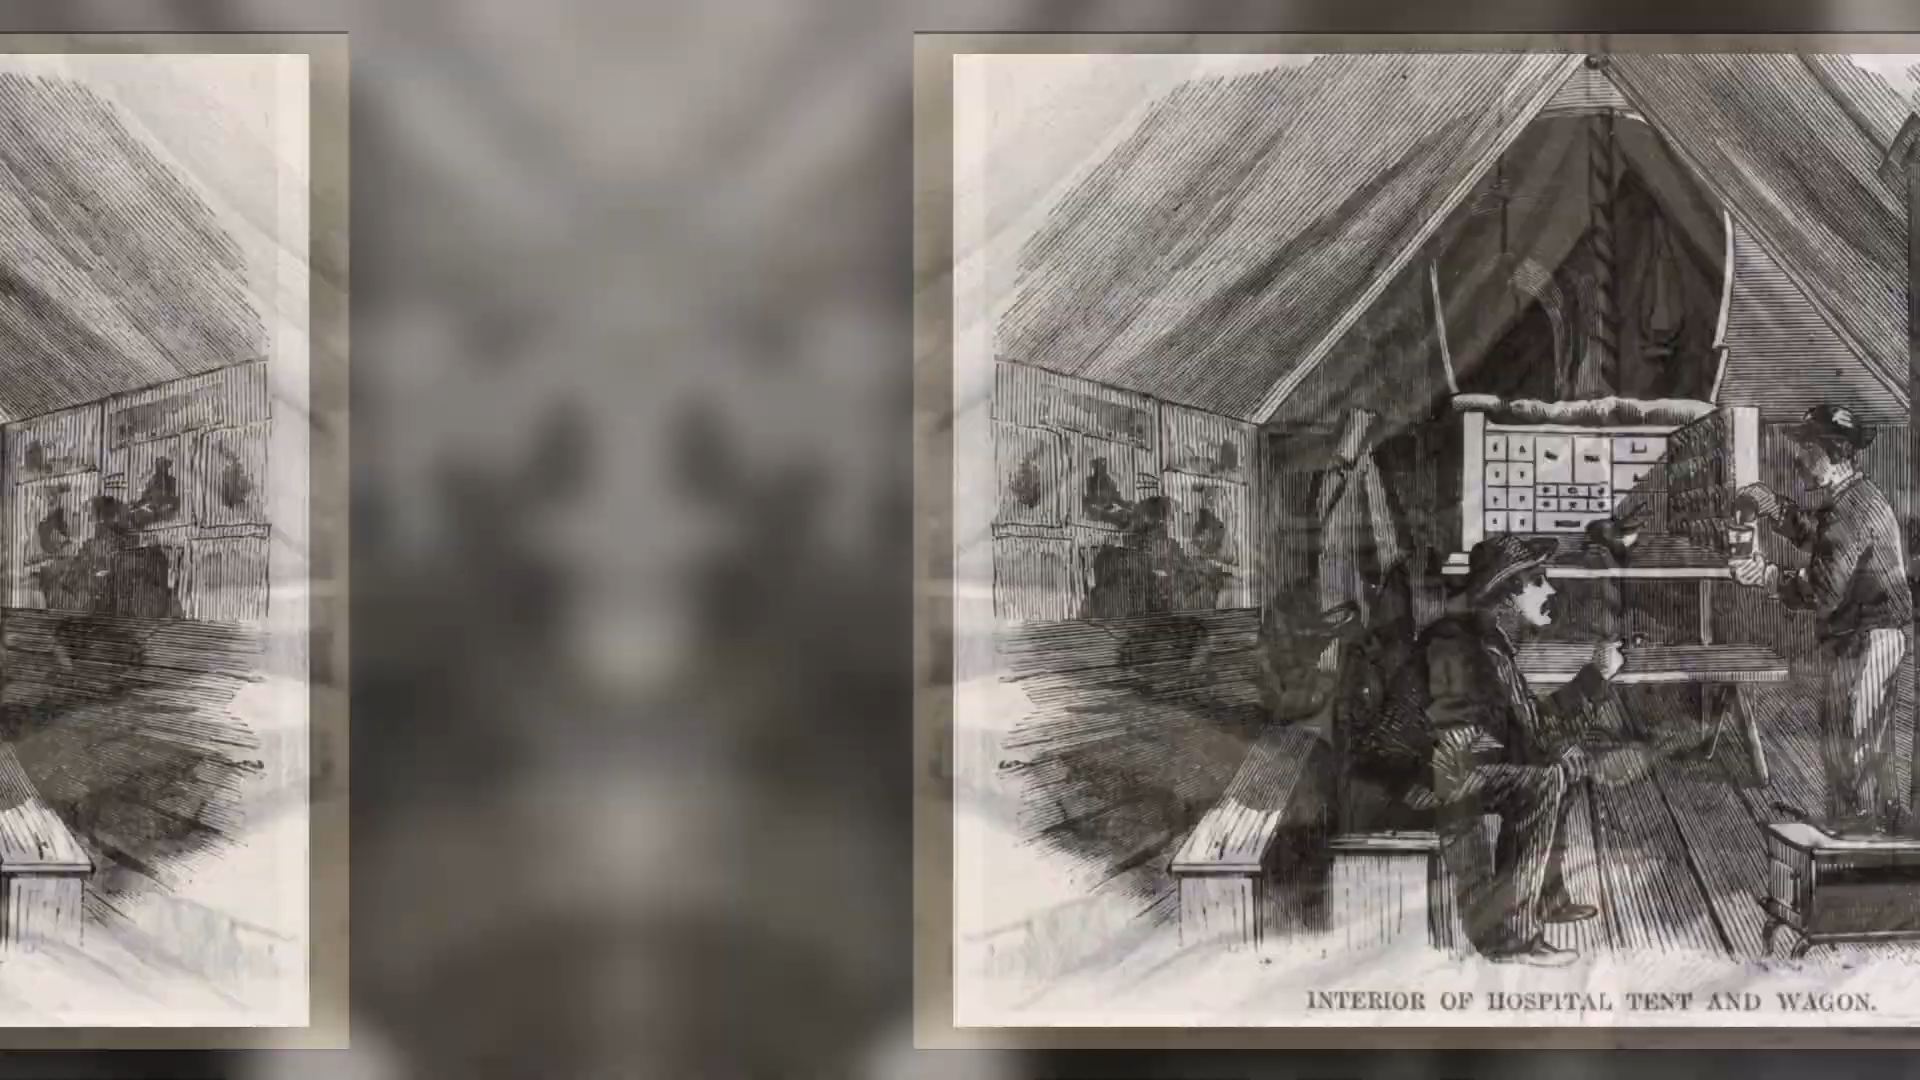 INTERIOR OF HOSPITAL TENT AND WAGON.